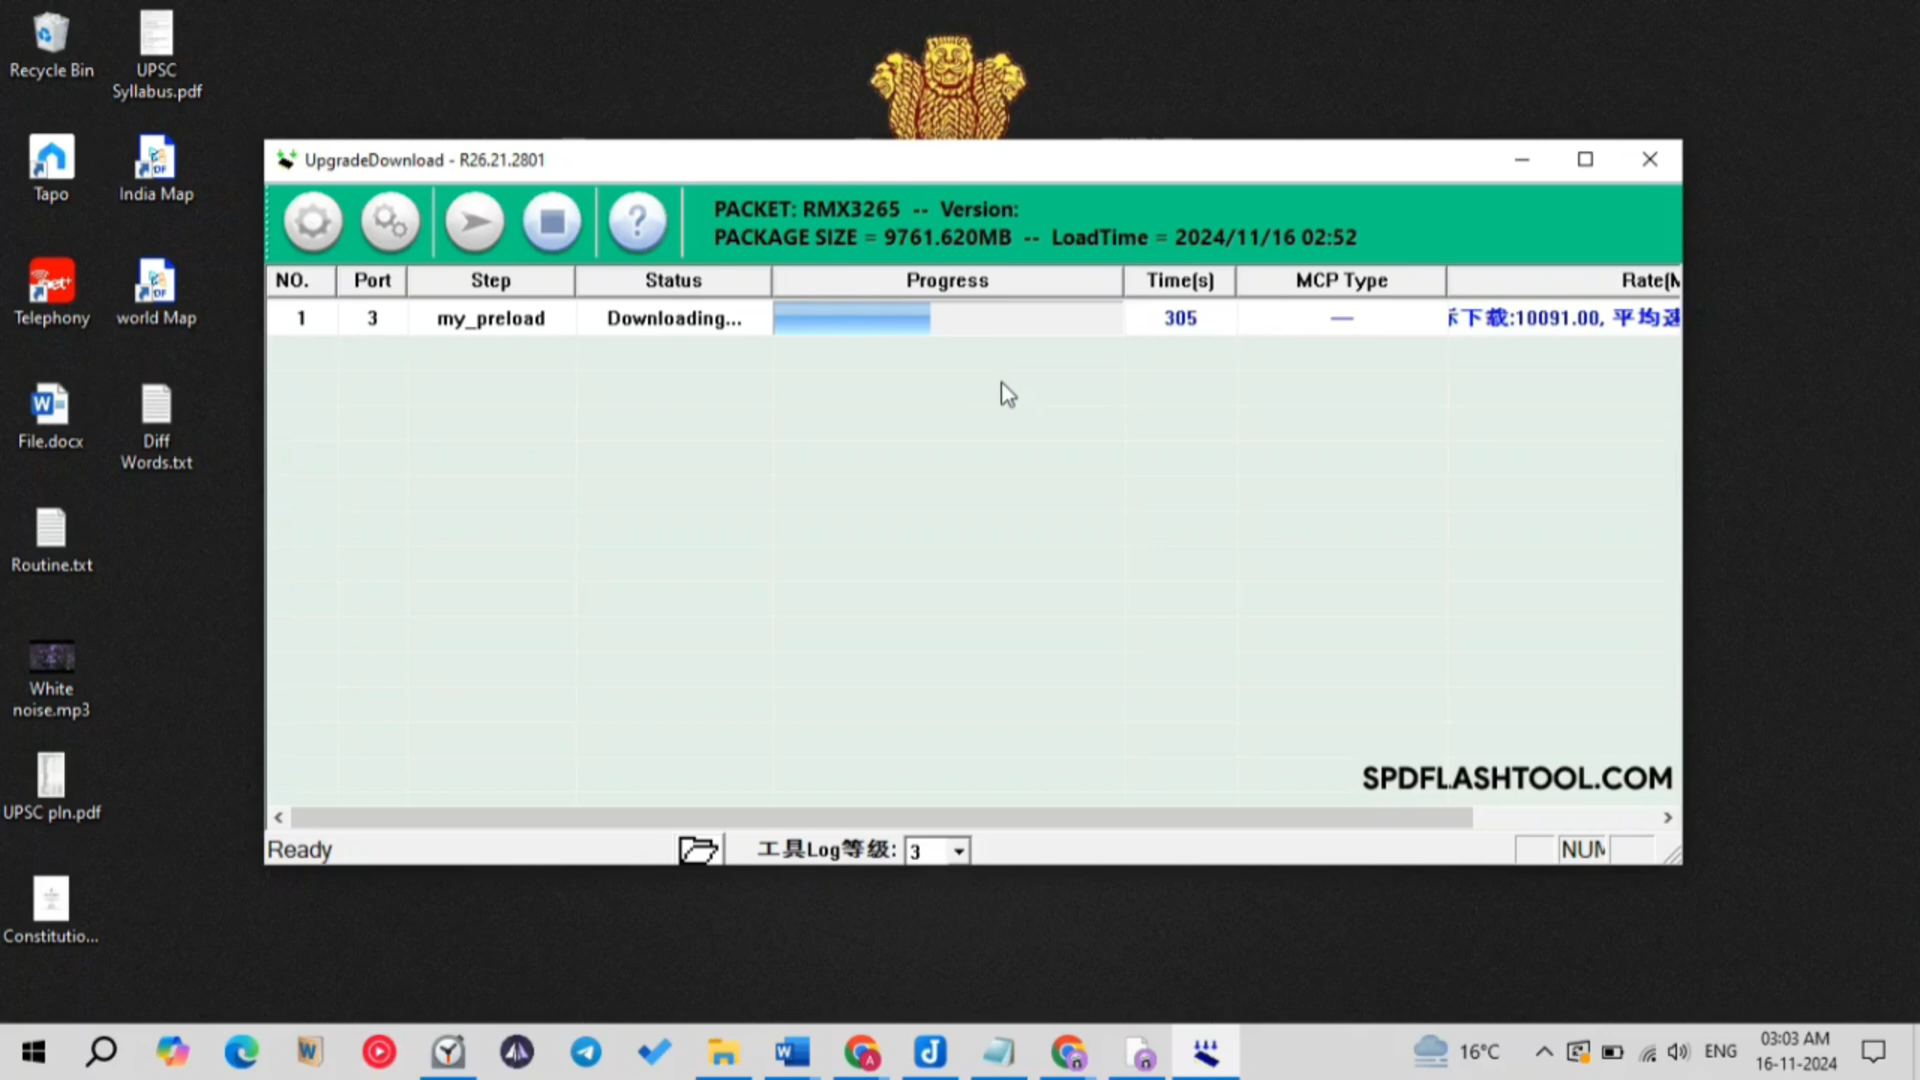 Recycle Bin
UPSC
Syllabus.pdf
Tapo
India Map
Telephony
world Map
File.docx
Diff
Words.txt
Routine.txt
White
noise.mp3
UPSC pln.pdf
Constitutio...
UpgradeDownload - R26.21.2801
PACKET: RMX3265 -- Version:
PACKAGE SIZE = 9761.620MB -- LoadTime = 2024/11/16 02:52
NO. Port Step Status Progress Time(s) MCP Type Rate(M
1 3 my_preload Downloading... 305 — 下载:10091.00, 平均速
SPDFLASHTOOL.COM
Ready 工具Log等级: 3 NUM
16°C ENG 03:03 AM
16-11-2024